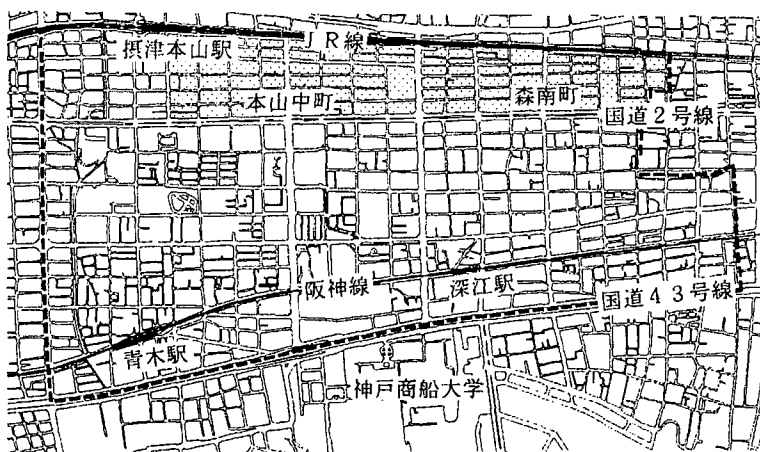 JR線
摂津本山駅
本山中町
森南町
国道2号線
阪神線
深江駅
国道43号線
青木駅
神戸商船大学